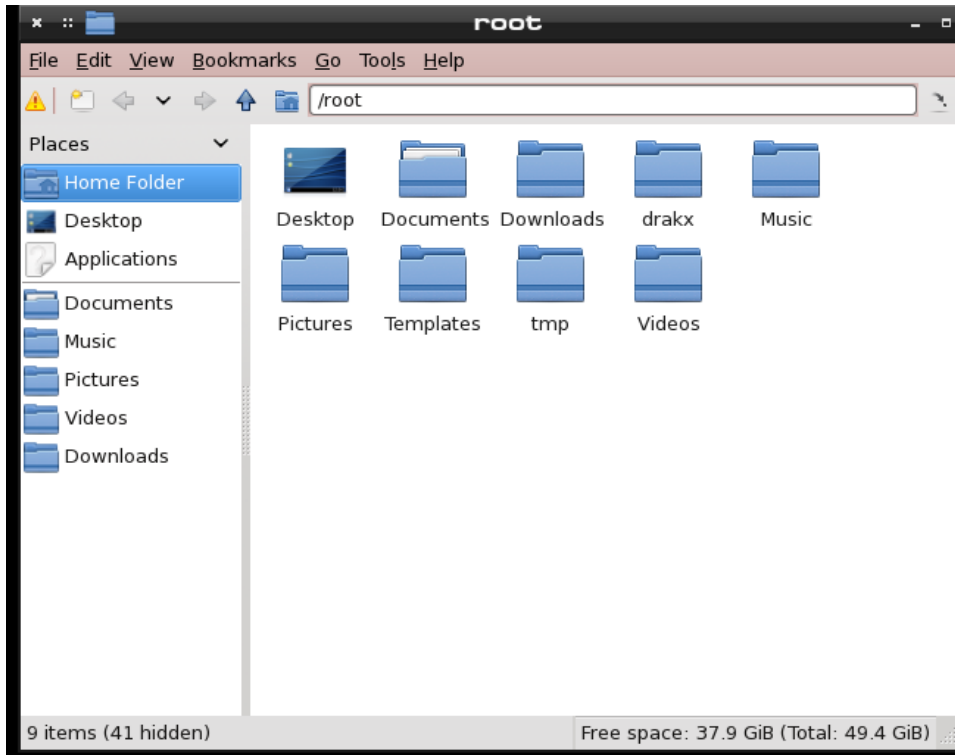 root
File Edit View Bookmarks Go Tools Help
/root
Places
Home Folder
Desktop
Applications
Documents
Music
Pictures
Videos
Downloads
Desktop Documents Downloads drakx Music
Pictures Templates tmp Videos
9 items (41 hidden) Free space: 37.9 GiB (Total: 49.4 GiB)